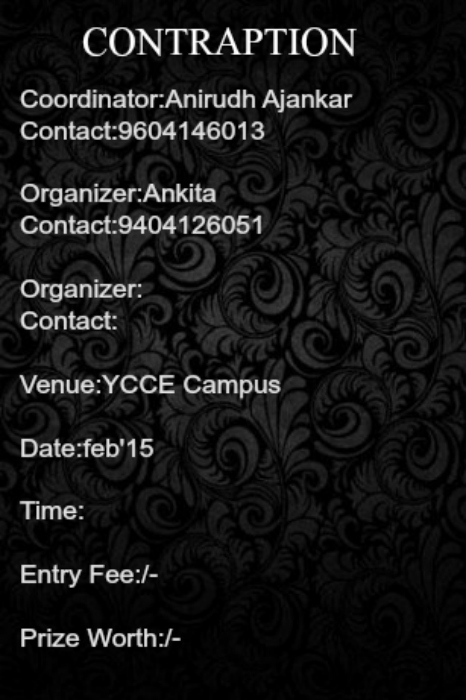 CONTRAPTION
Coordinator:Anirudh Ajankar
Contact:9604146013
Organizer:Ankita
Contact:9404126051
Organizer:
Contact:
Venue:YCCE Campus
Date:feb'15
Time:
Entry Fee:/-
Prize Worth:/-